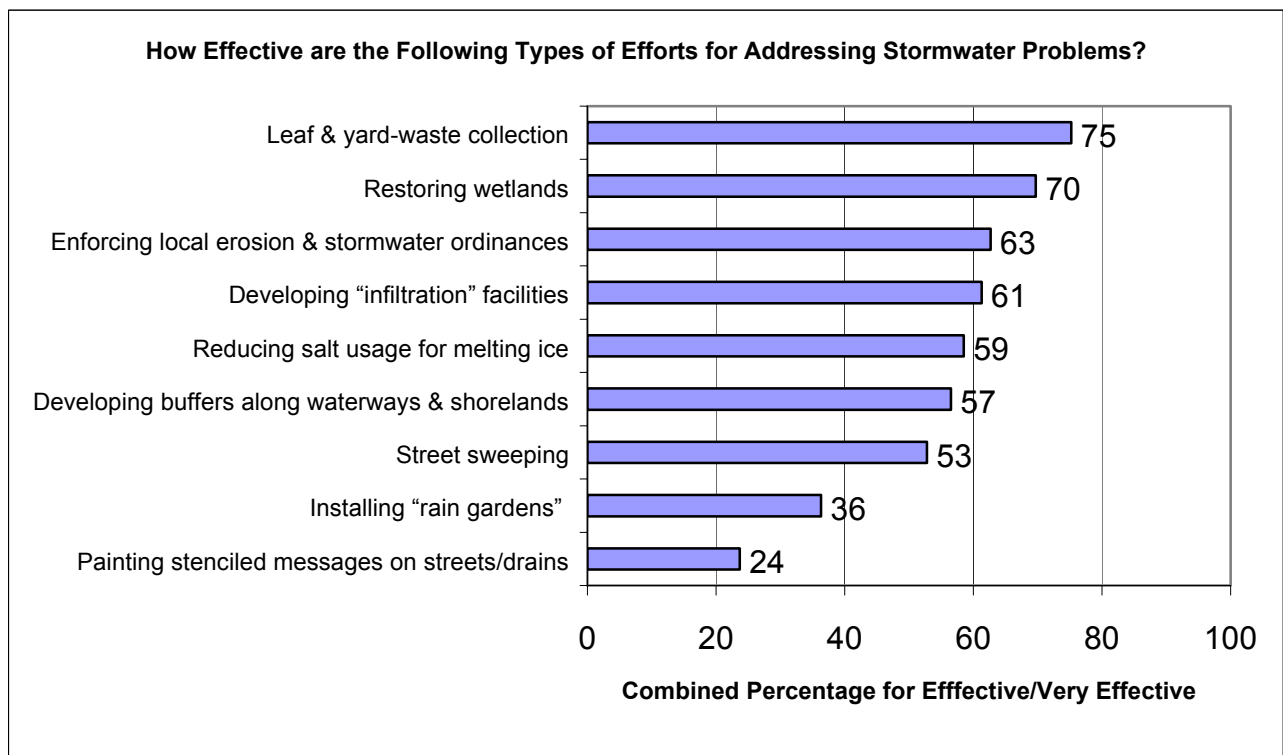 How Effective are the Following Types of Efforts for Addressing Stormwater Problems?
Leaf & yard-waste collection 75
Restoring wetlands 70
Enforcing local erosion & stormwater ordinances 63
Developing “infiltration” facilities 61
Reducing salt usage for melting ice 59
Developing buffers along waterways & shorelands 57
Street sweeping 53
Installing “rain gardens” 36
Painting stenciled messages on streets/drains 24
0 20 40 60 80 100
Combined Percentage for Efffective/Very Effective